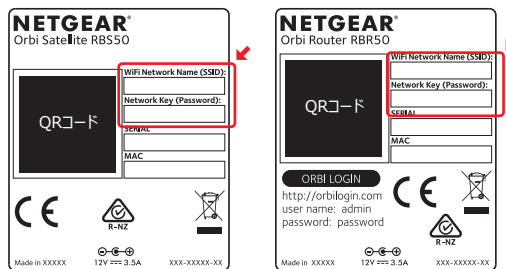 NETGEAR®
Orbi Satellite RBS50
WiFi Network Name (SSID):
Network Key (Password):
QRコード
SERIAL
MAC
R-NZ
Made in XXXXX
12V 3.5A
XXX-XXXXX-XX
NETGEAR®
Orbi Router RBR50
WiFi Network Name (SSID):
Network Key (Password):
QRコード
SERIAL
MAC
ORBI LOGIN
http://orbilogin.com
user name: admin
password: password
R-NZ
Made in XXXXX
12V 3.5A
XXX-XXXXX-XX